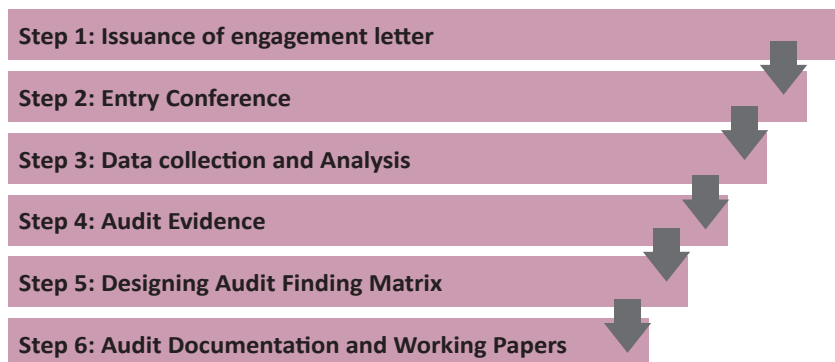 Step 1: Issuance of engagement letter
Step 2: Entry Conference
Step 3: Data collection and Analysis
Step 4: Audit Evidence
Step 5: Designing Audit Finding Matrix
Step 6: Audit Documentation and Working Papers